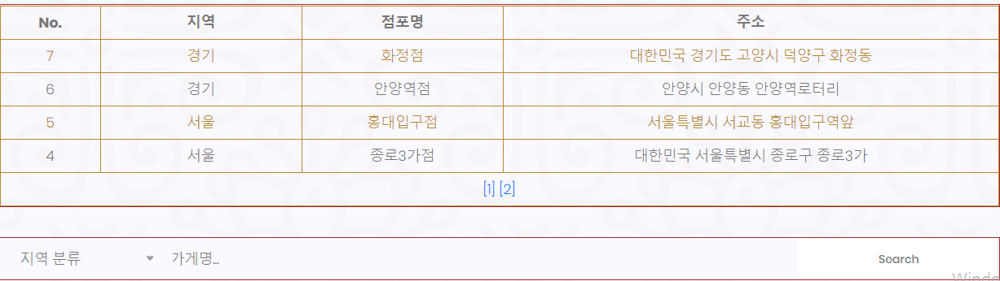 No. 지역 점포명 주소
7 경기 화정점 대한민국 경기도 고양시 덕양구 화정동
6 경기 안양역점 안양시 안양동 안양역로터리
5 서울 홍대입구점 서울특별시 서교동 홍대입구역앞
4 서울 종로3가점 대한민국 서울특별시 종로구 종로3가
[1] [2]
지역 분류 가게명... Search